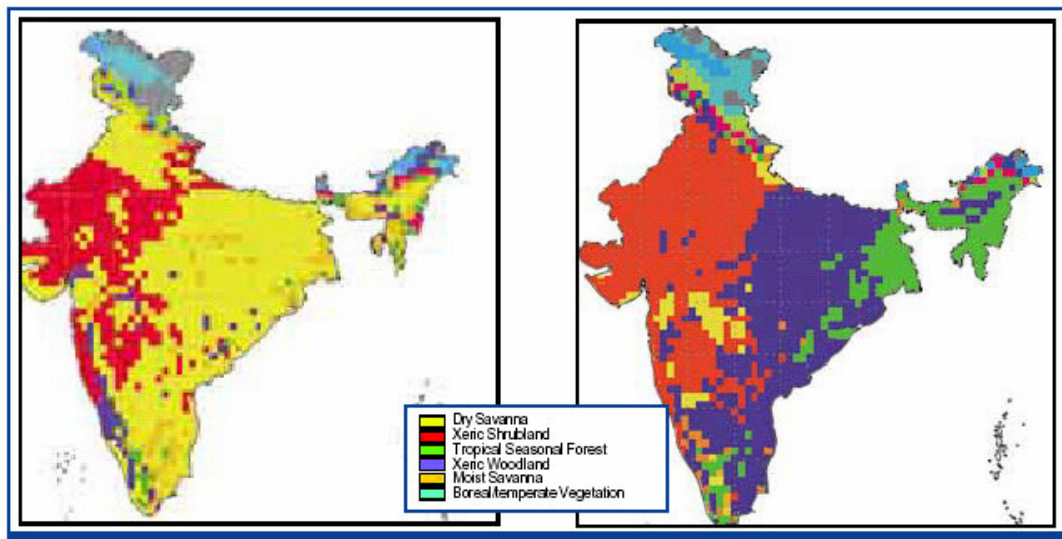 Dry Savanna
Xeric Shrubland
Tropical Seasonal Forest
Xeric Woodland
Moist Savanna
Boreal/temperate Vegetation